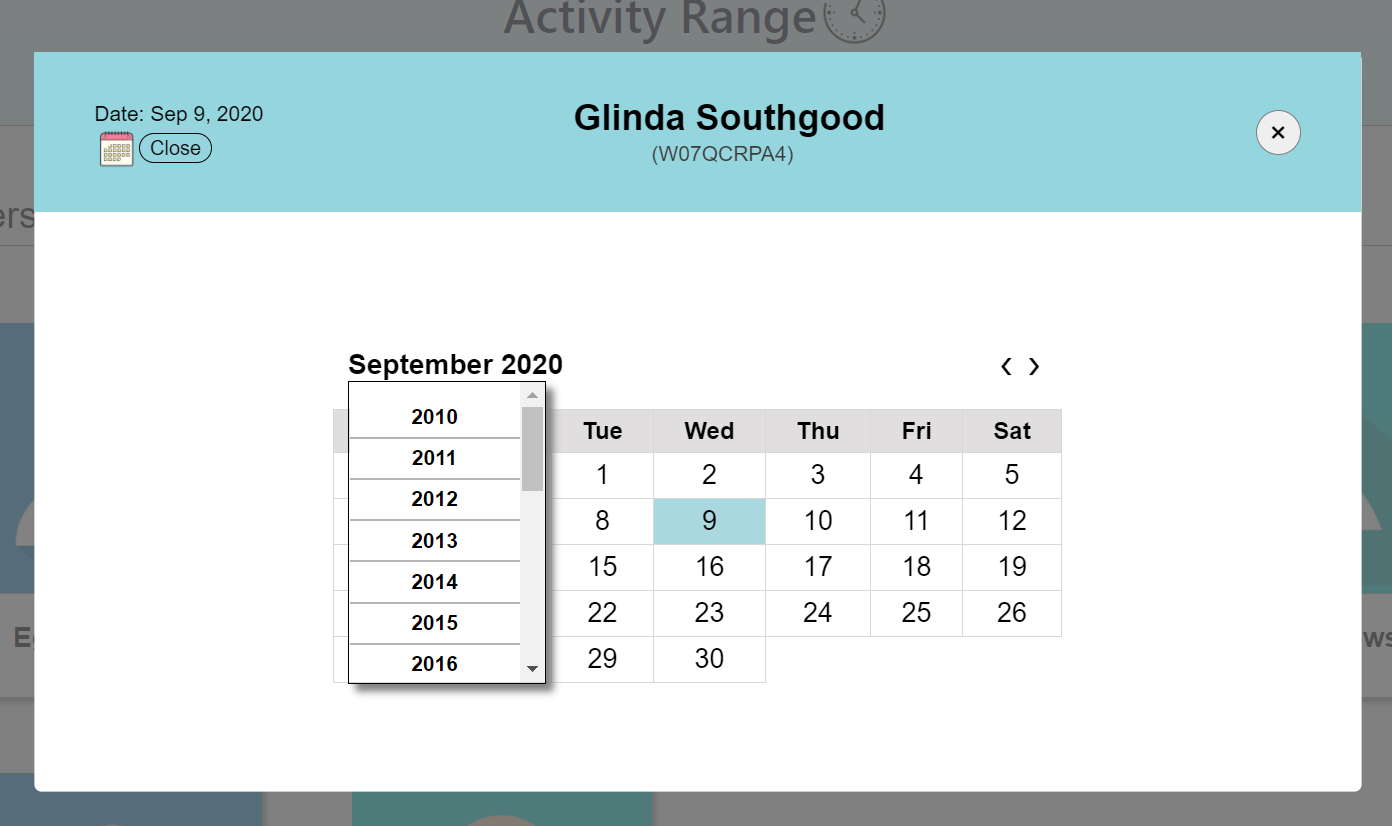 Activity Range
Date: Sep 9, 2020
Close
Glinda Southgood
(W07QCRPA4)
×
ers
September 2020
‹ ›
2010
2011
2012
2013
2014
2015
2016
Tue Wed Thu Fri Sat
1 2 3 4 5
8 9 10 11 12
15 16 17 18 19
22 23 24 25 26
29 30
ws